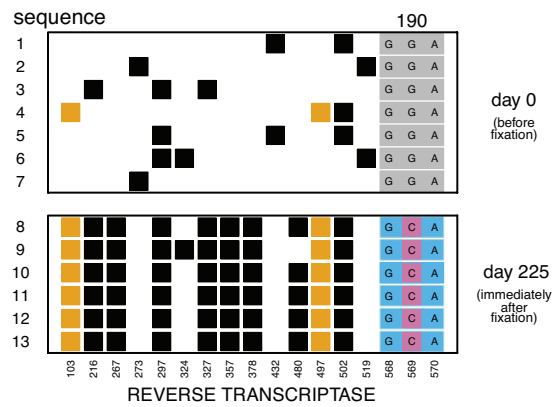 sequence
190
1 G G A
2 G G A
3 G G A
4 G G A
5 G G A
6 G G A
7 G G A
day 0
(before
fixation)
8 G C A
9 G C A
10 G C A
11 G C A
12 G C A
13 G C A
day 225
(immediately
after
fixation)
103 216 267 273 297 324 327 357 378 432 480 497 502 519 568 569 570
REVERSE TRANSCRIPTASE